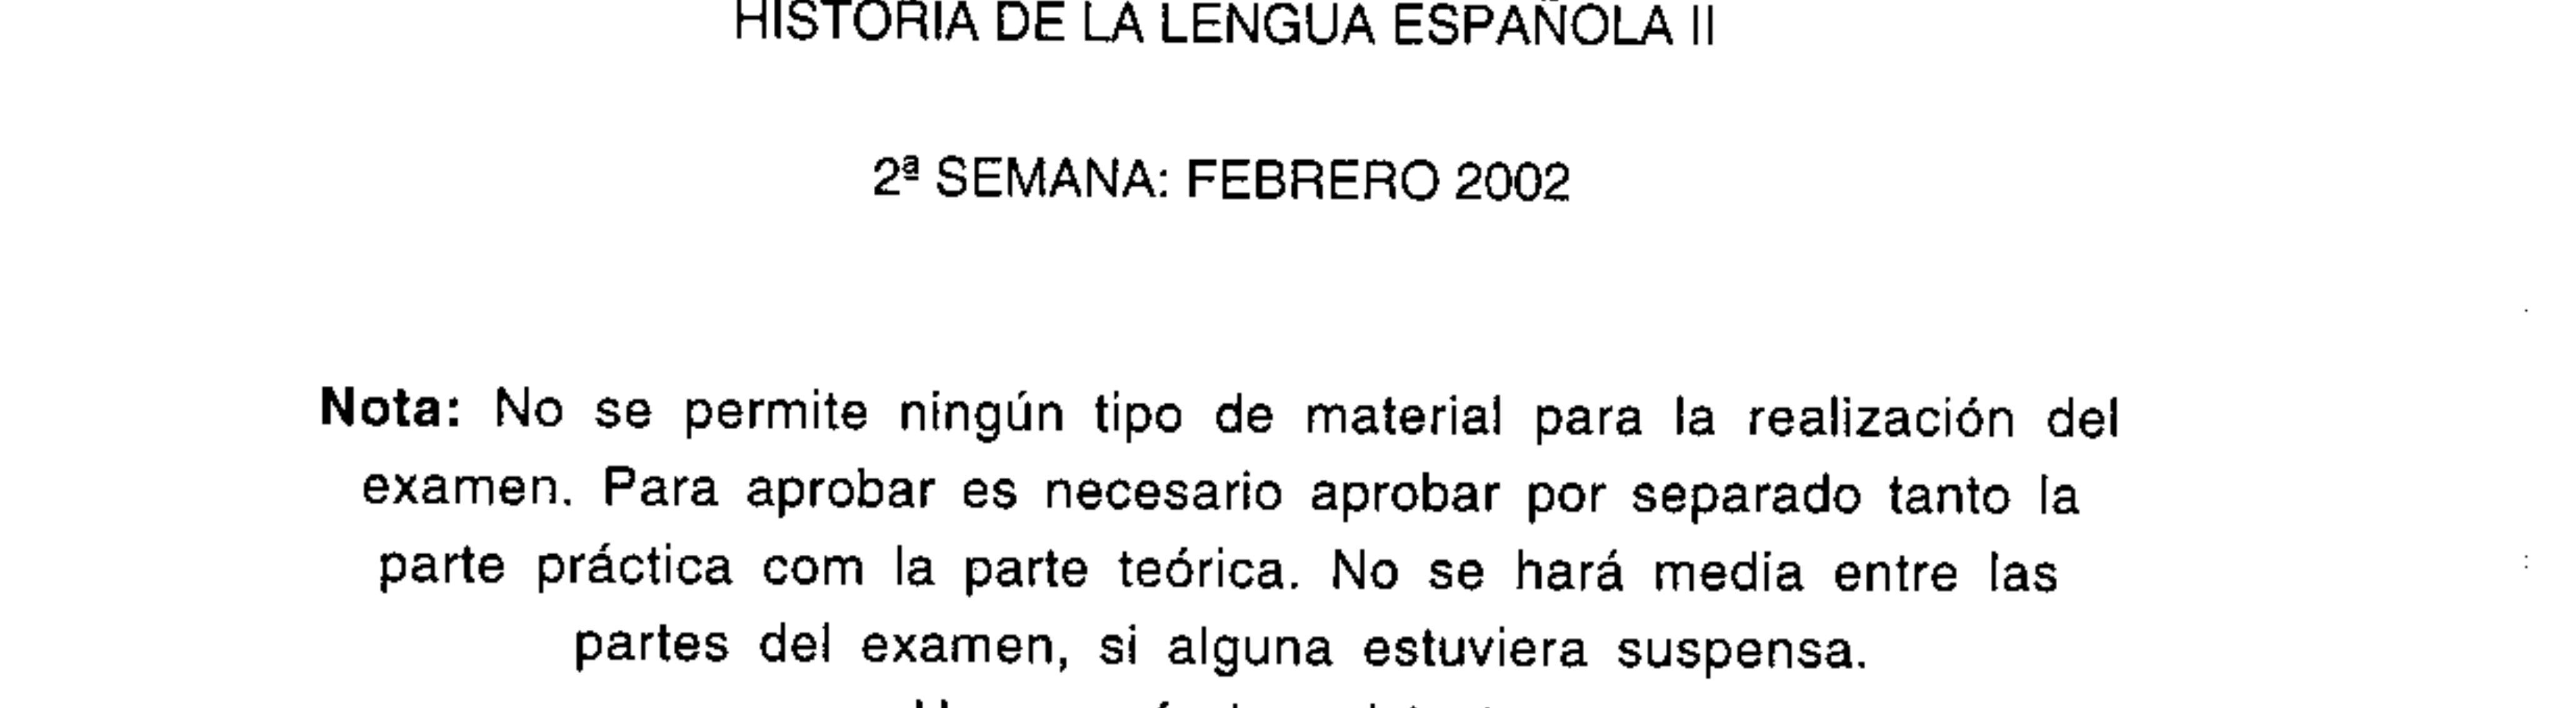 HISTORIA DE LA LENGUA ESPAÑOLA II
2ª SEMANA: FEBRERO 2002
Nota: No se permite ningún tipo de material para la realización del
examen. Para aprobar es necesario aprobar por separado tanto la
parte práctica com la parte teórica. No se hará media entre las
partes del examen, si alguna estuviera suspensa.